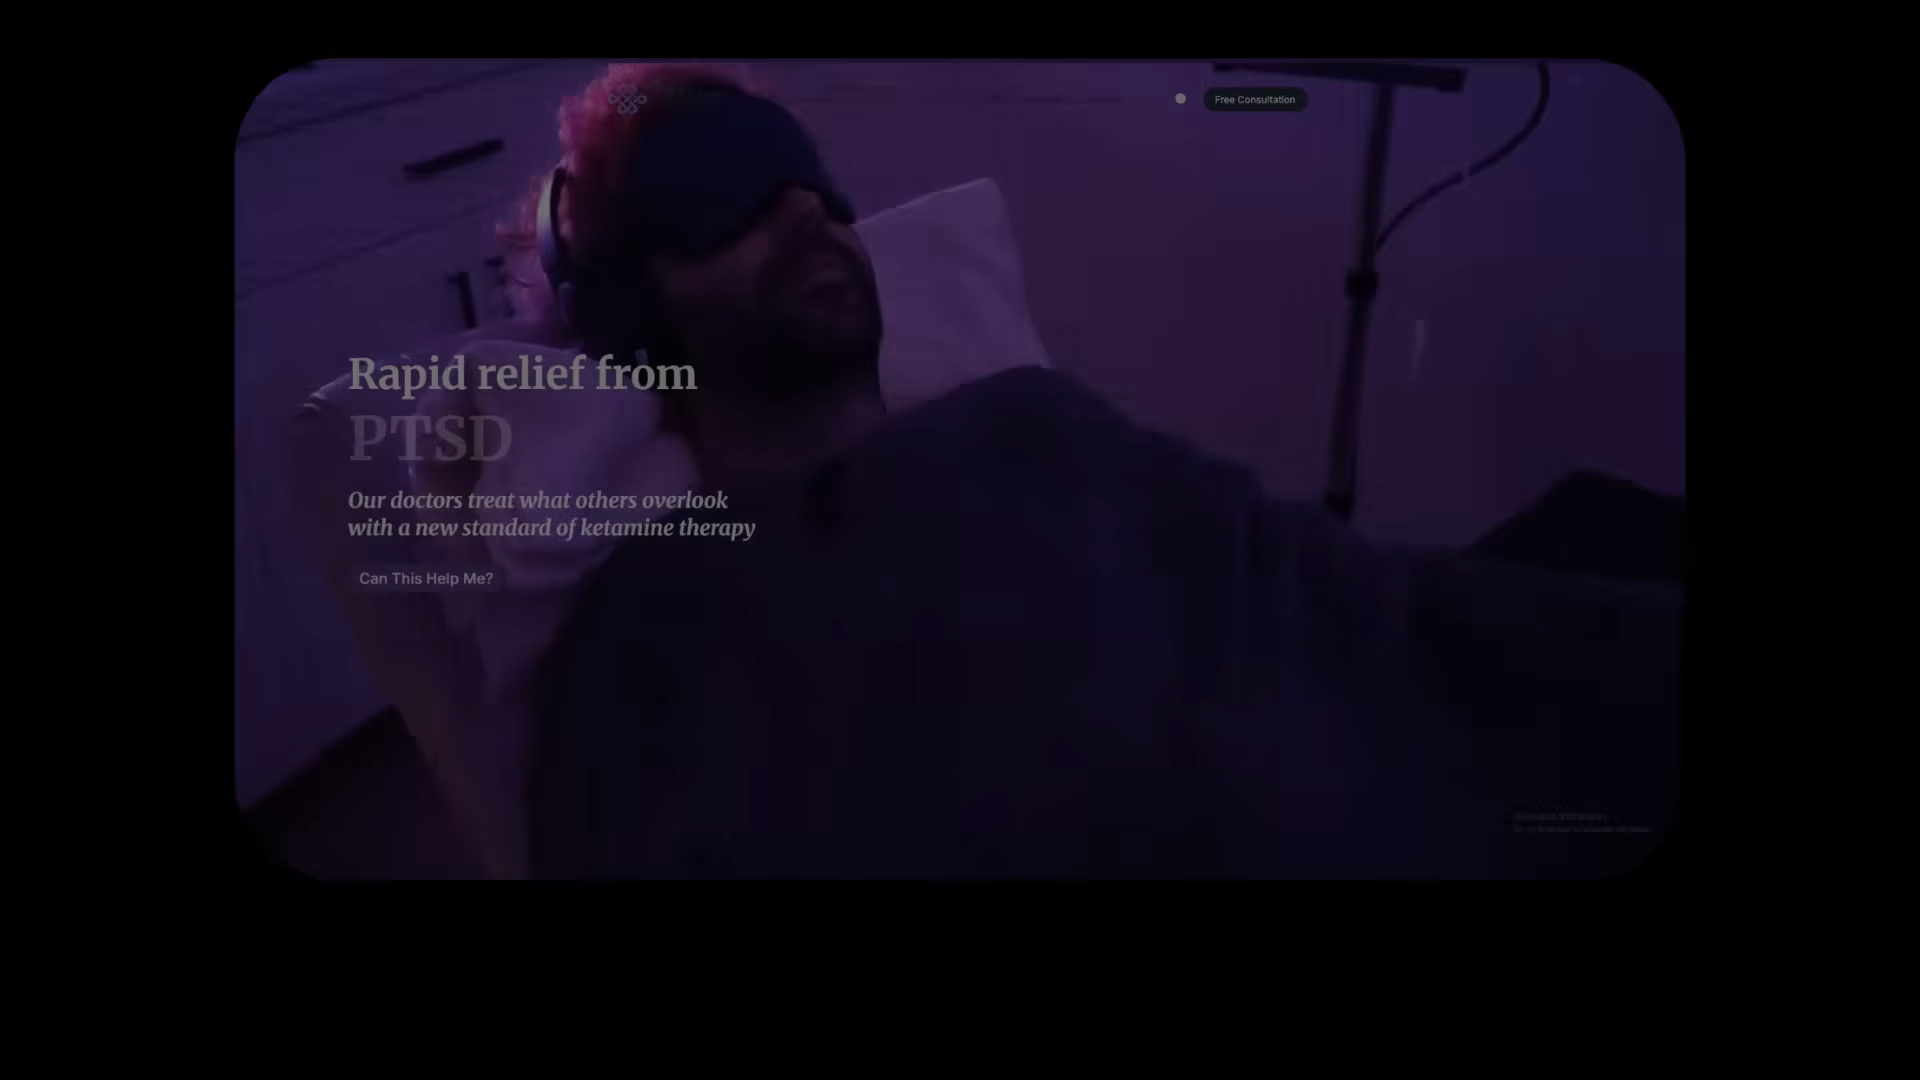 Free Consultation
Rapid relief from
PTSD
Our doctors treat what others overlook
with a new standard of ketamine therapy
Can This Help Me?